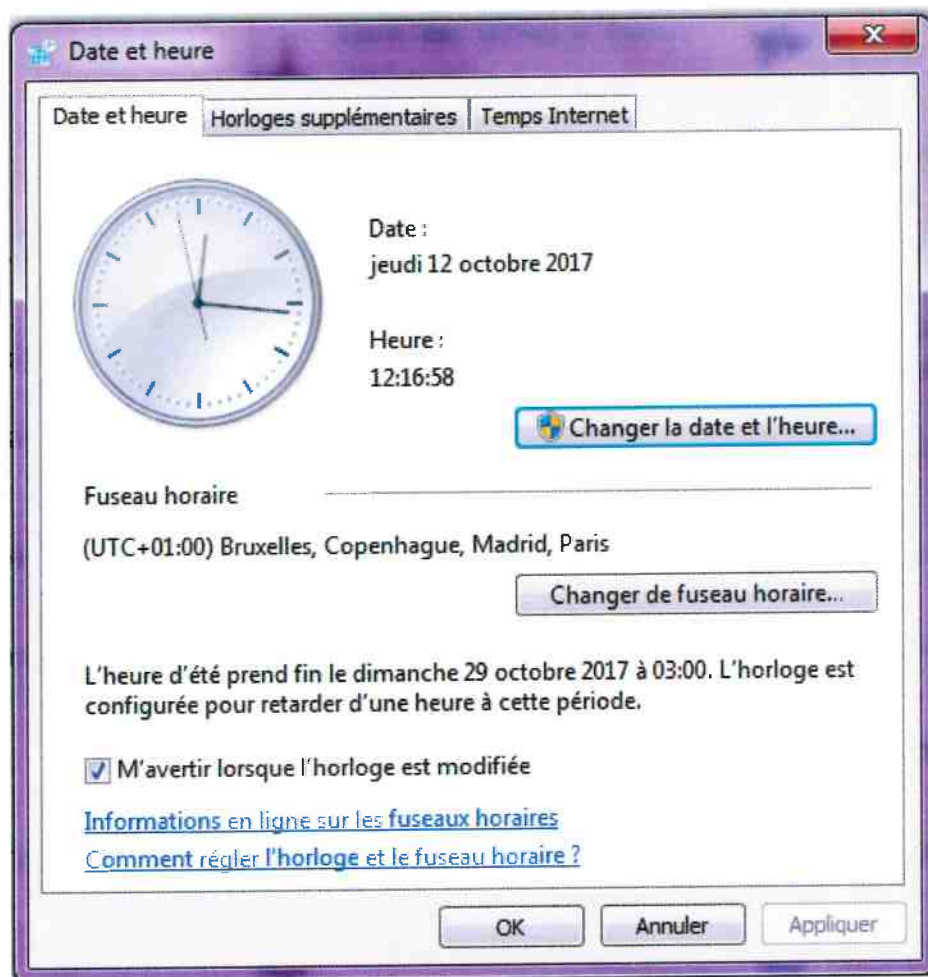 Date et heure
Date et heure
Horloges supplémentaires
Temps Internet
Date :
jeudi 12 octobre 2017
Heure :
12:16:58
Changer la date et l'heure...
Fuseau horaire
(UTC+01:00) Bruxelles, Copenhague, Madrid, Paris
Changer de fuseau horaire...
L'heure d'été prend fin le dimanche 29 octobre 2017 à 03:00. L'horloge est
configurée pour retarder d'une heure à cette période.
M'avertir lorsque l'horloge est modifiée
Informations en ligne sur les fuseaux horaires
Comment régler l'horloge et le fuseau horaire ?
OK
Annuler
Appliquer